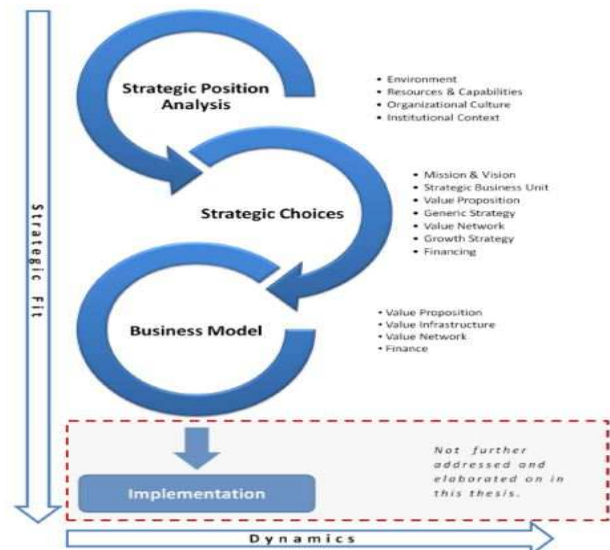 Strategic Position
Analysis
• Environment
• Resources & Capabilities
• Organizational Culture
• Institutional Context
Strategic Choices
• Mission & Vision
• Strategic Business Unit
• Value Proposition
• Generic Strategy
• Value Network
• Growth Strategy
• Financing
Business Model
• Value Proposition
• Value Infrastructure
• Value Network
• Finance
Strategic Fit
Implementation
Not further
addressed and
elaborated on in
this thesis.
Dynamics